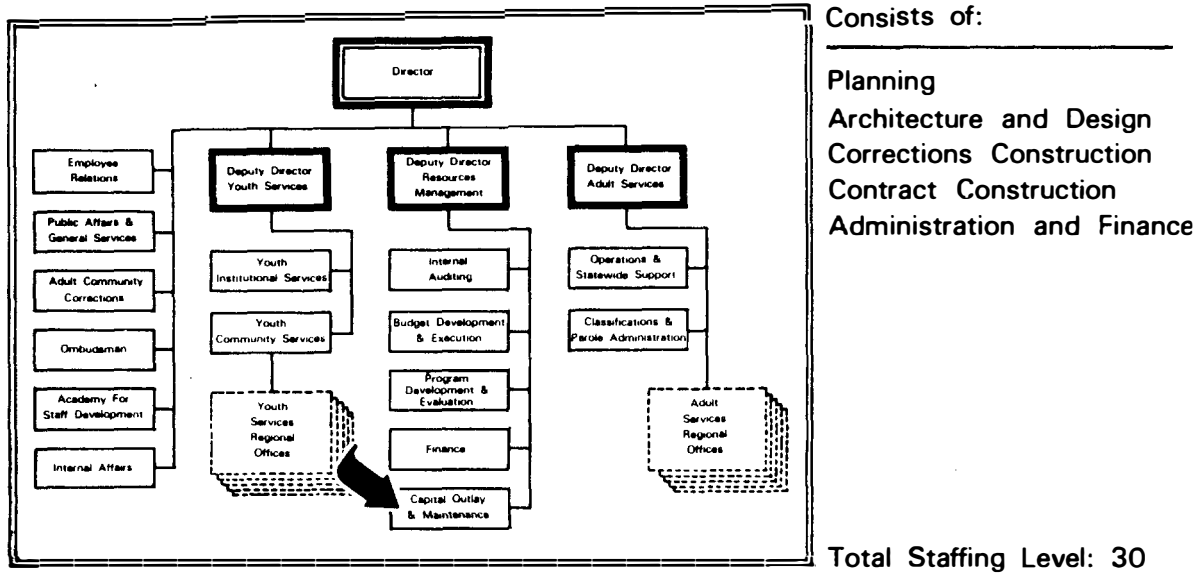 Director
Employee
Relations
Public Affairs &
General Services
Adult Community
Corrections
Ombudsman
Academy For
Staff Development
Internal Affairs
Deputy Director
Youth Services
Youth
Institutional Services
Youth
Community Services
Youth
Services
Regional
Offices
Deputy Director
Resources
Management
Internal
Auditing
Budget Development
& Execution
Program
Development &
Evaluation
Finance
Capital Outlay
& Maintenance
Deputy Director
Adult Services
Operations &
Statewide Support
Classifications &
Parole Administration
Adult
Services
Regional
Offices
Consists of:
Planning
Architecture and Design
Corrections Construction
Contract Construction
Administration and Finance
Total Staffing Level: 30